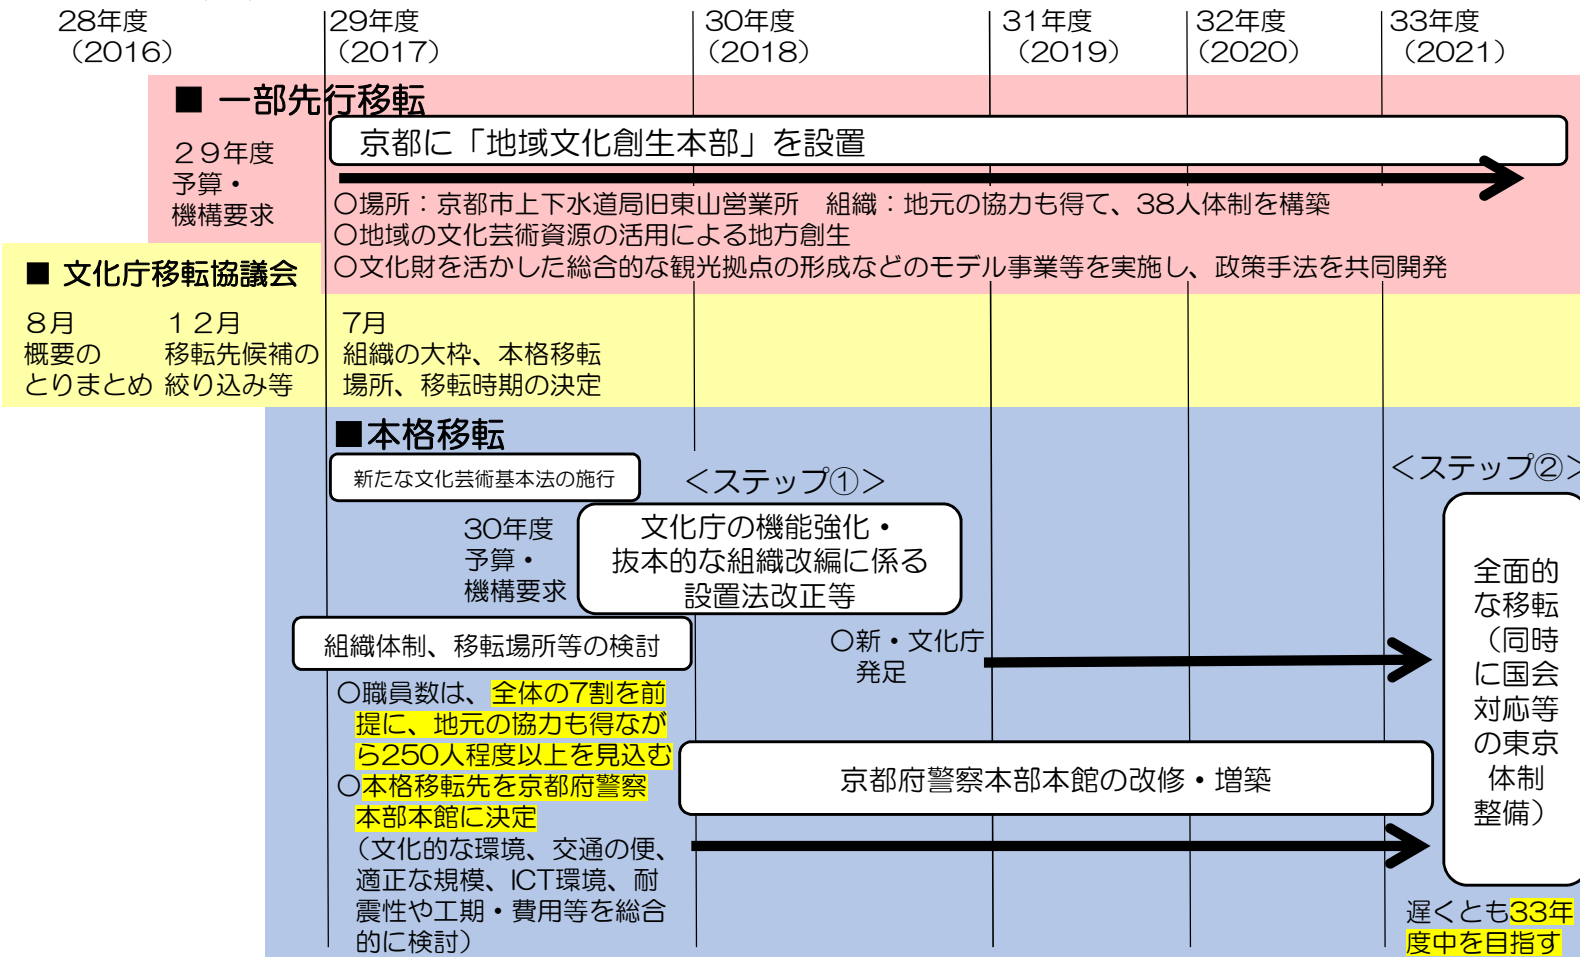 28年度
（2016）
29年度
（2017）
30年度
（2018）
31年度
（2019）
32年度
（2020）
33年度
（2021）
■ 一部先行移転
２９年度
予算・
機構要求
京都に「地域文化創生本部」を設置
○場所：京都市上下水道局旧東山営業所　組織：地元の協力も得て、38人体制を構築
○地域の文化芸術資源の活用による地方創生
○文化財を活かした総合的な観光拠点の形成などのモデル事業等を実施し、政策手法を共同開発
■ 文化庁移転協議会
８月
概要の
とりまとめ
１２月
移転先候補の
絞り込み等
7月
組織の大枠、本格移転
場所、移転時期の決定
■本格移転
新たな文化芸術基本法の施行
＜ステップ①＞
30年度
予算・
機構要求
文化庁の機能強化・
抜本的な組織改編に係る
設置法改正等
組織体制、移転場所等の検討
○新・文化庁
発足
○職員数は、全体の7割を前
提に、地元の協力も得なが
ら250人程度以上を見込む
○本格移転先を京都府警察
本部本館に決定
（文化的な環境、交通の便、
適正な規模、ICT環境、耐
震性や工期・費用等を総合
的に検討）
京都府警察本部本館の改修・増築
＜ステップ②＞
全面的
な移転
（同時
に国会
対応等
の東京
体制
整備）
遅くとも33年
度中を目指す